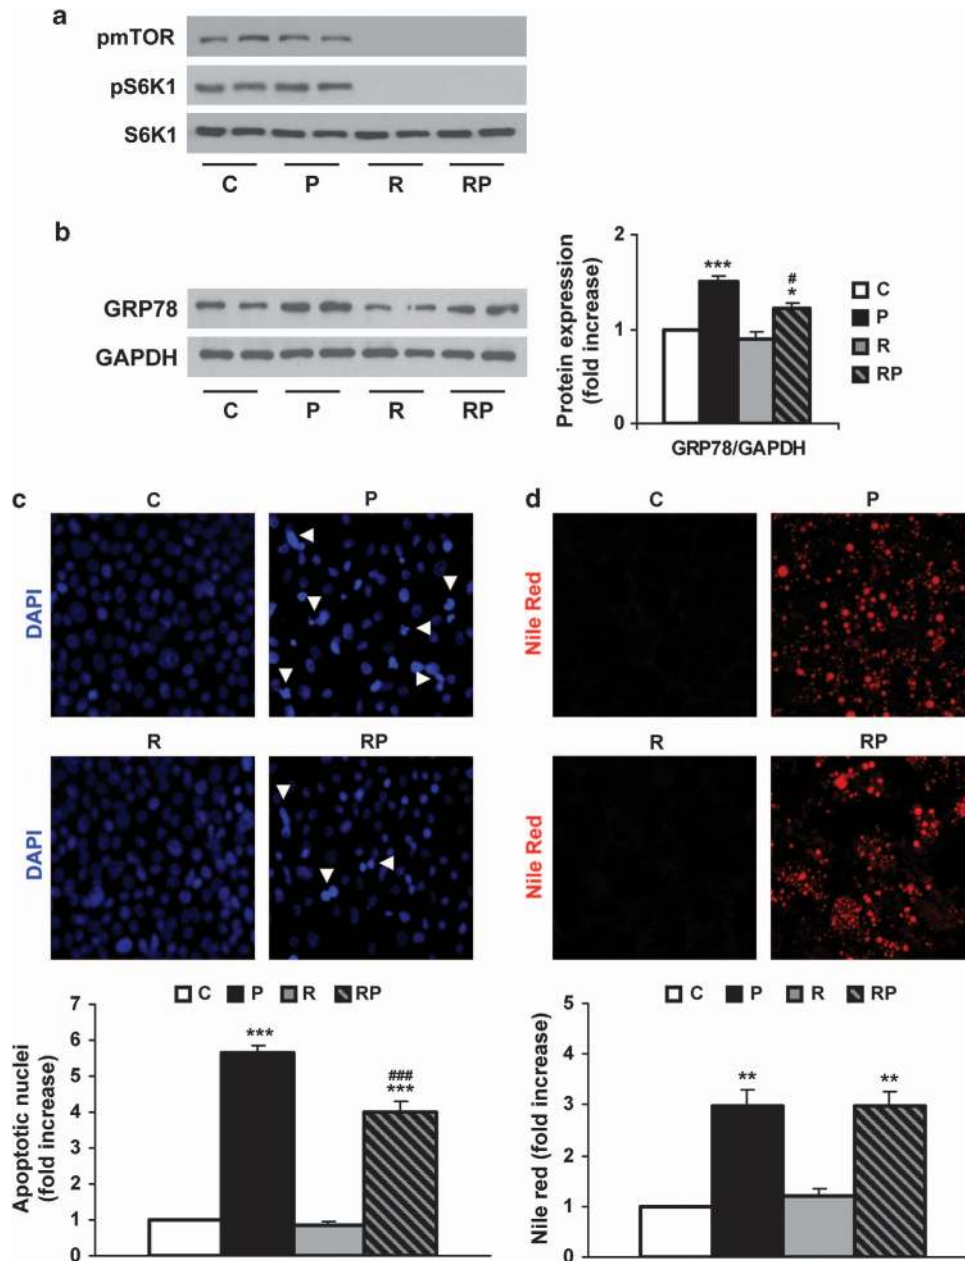 a
pmTOR
pS6K1
S6K1
C P R RP
b
GRP78
GAPDH
C P R RP
Protein expression
(fold increase)
2
1
0
***
#
*
GRP78/GAPDH
C
P
R
RP
c
C P
DAPI
R RP
DAPI
C P R RP
Apoptotic nuclei
(fold increase)
7
6
5
4
3
2
1
0
***
###
***
d
C P
Nile Red
R RP
Nile Red
C P R RP
Nile red (fold increase)
5
4
3
2
1
0
**
**